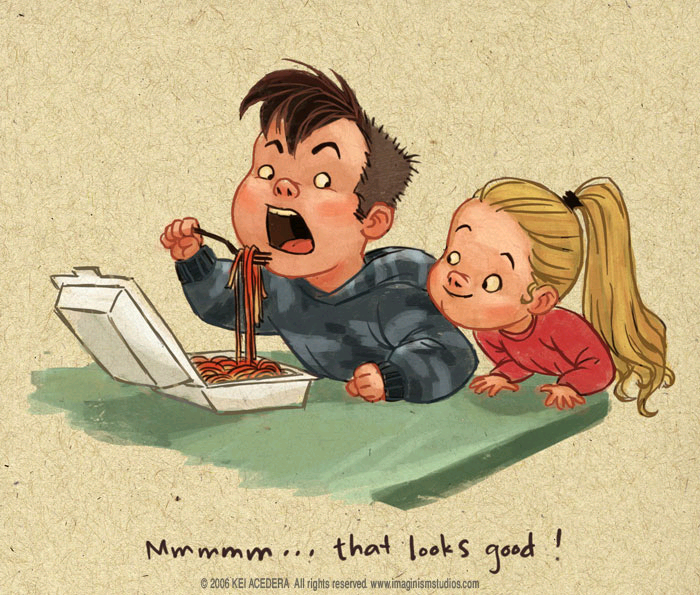 Mmmmm... that looks good!
© 2006 KEI ACEDERA All rights reserved. www.imaginismstudios.com